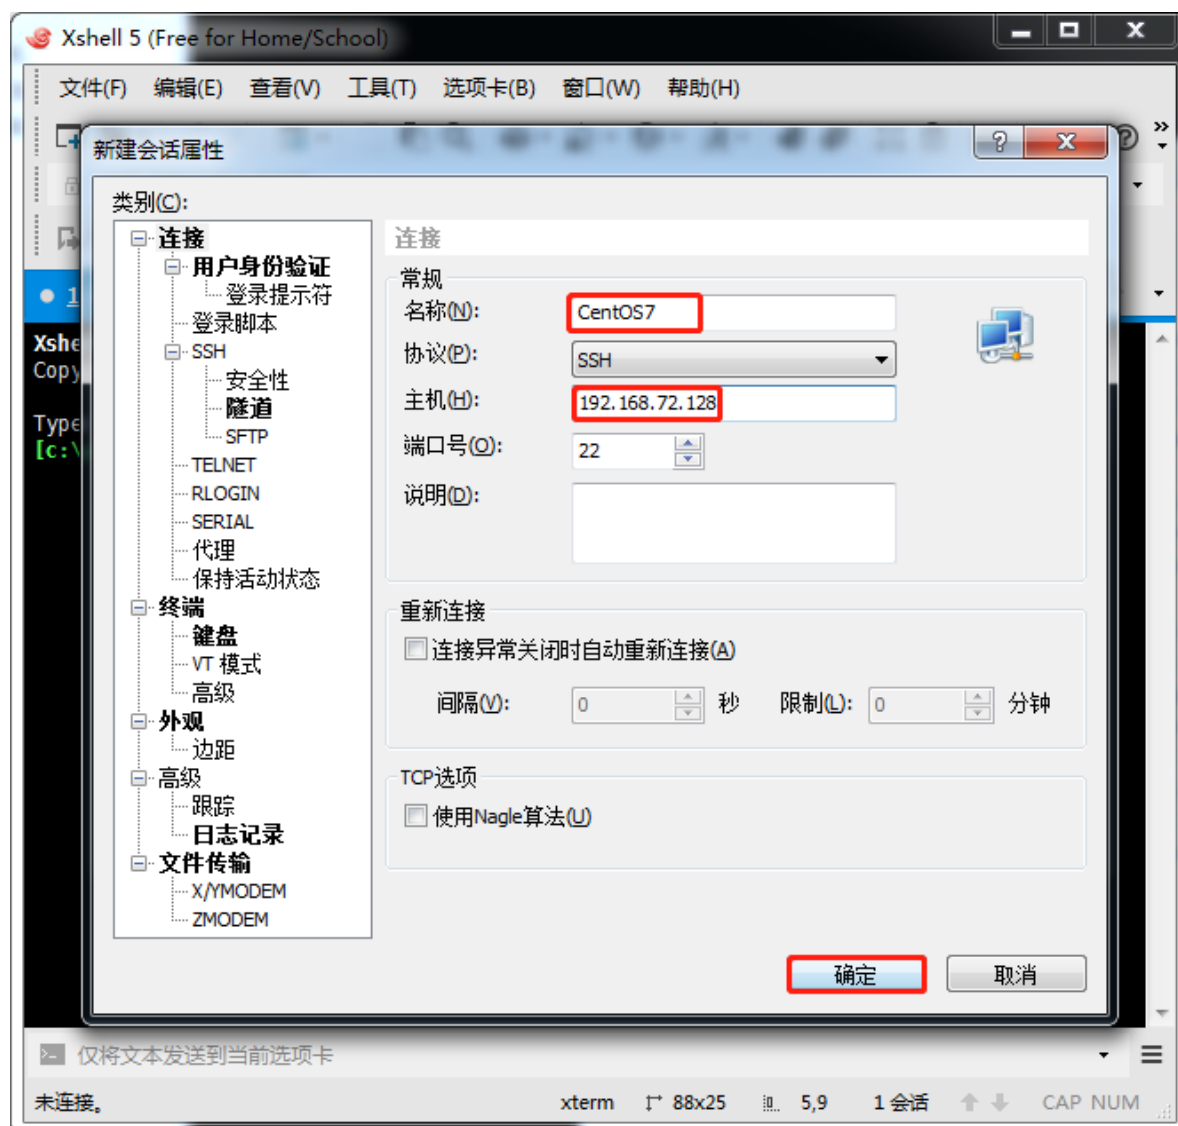 Xshell 5 (Free for Home/School)
文件(F) 编辑(E) 查看(V) 工具(T) 选项卡(B) 窗口(W) 帮助(H)
新建会话属性
类别(C):
连接
用户身份验证
登录提示符
登录脚本
SSH
安全性
隧道
SFTP
TELNET
RLOGIN
SERIAL
代理
保持活动状态
终端
键盘
VT 模式
高级
外观
边距
高级
跟踪
日志记录
文件传输
X/YMODEM
ZMODEM
连接
常规
名称(N): CentOS7
协议(P): SSH
主机(H): 192.168.72.128
端口号(O): 22
说明(D):
重新连接
连接异常关闭时自动重新连接(A)
间隔(V): 0 秒 限制(L): 0 分钟
TCP选项
使用Nagle算法(U)
确定 取消
1
Xshe
Copy
Type
[c:\
仅将文本发送到当前选项卡
未连接。 xterm 88x25 5,9 1 会话 CAP NUM